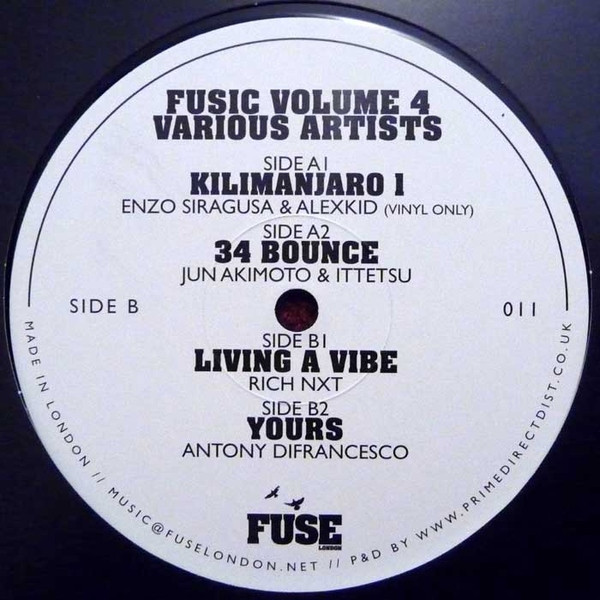 FUSIC VOLUME 4
VARIOUS ARTISTS
SIDE A1
KILIMANJARO 1
ENZO SIRAGUSA & ALEXKID (VINYL ONLY)
SIDE A2
34 BOUNCE
JUN AKIMOTO & ITTETSU
SIDE B
011
SIDE B1
LIVING A VIBE
RICH NXT
SIDE B2
YOURS
ANTONY DIFRANCESCO
FUSE
LONDON
MADE IN LONDON // MUSIC@FUSELONDON.NET // P&D BY WWW.PRIMEDIRECTDIST.CO.UK